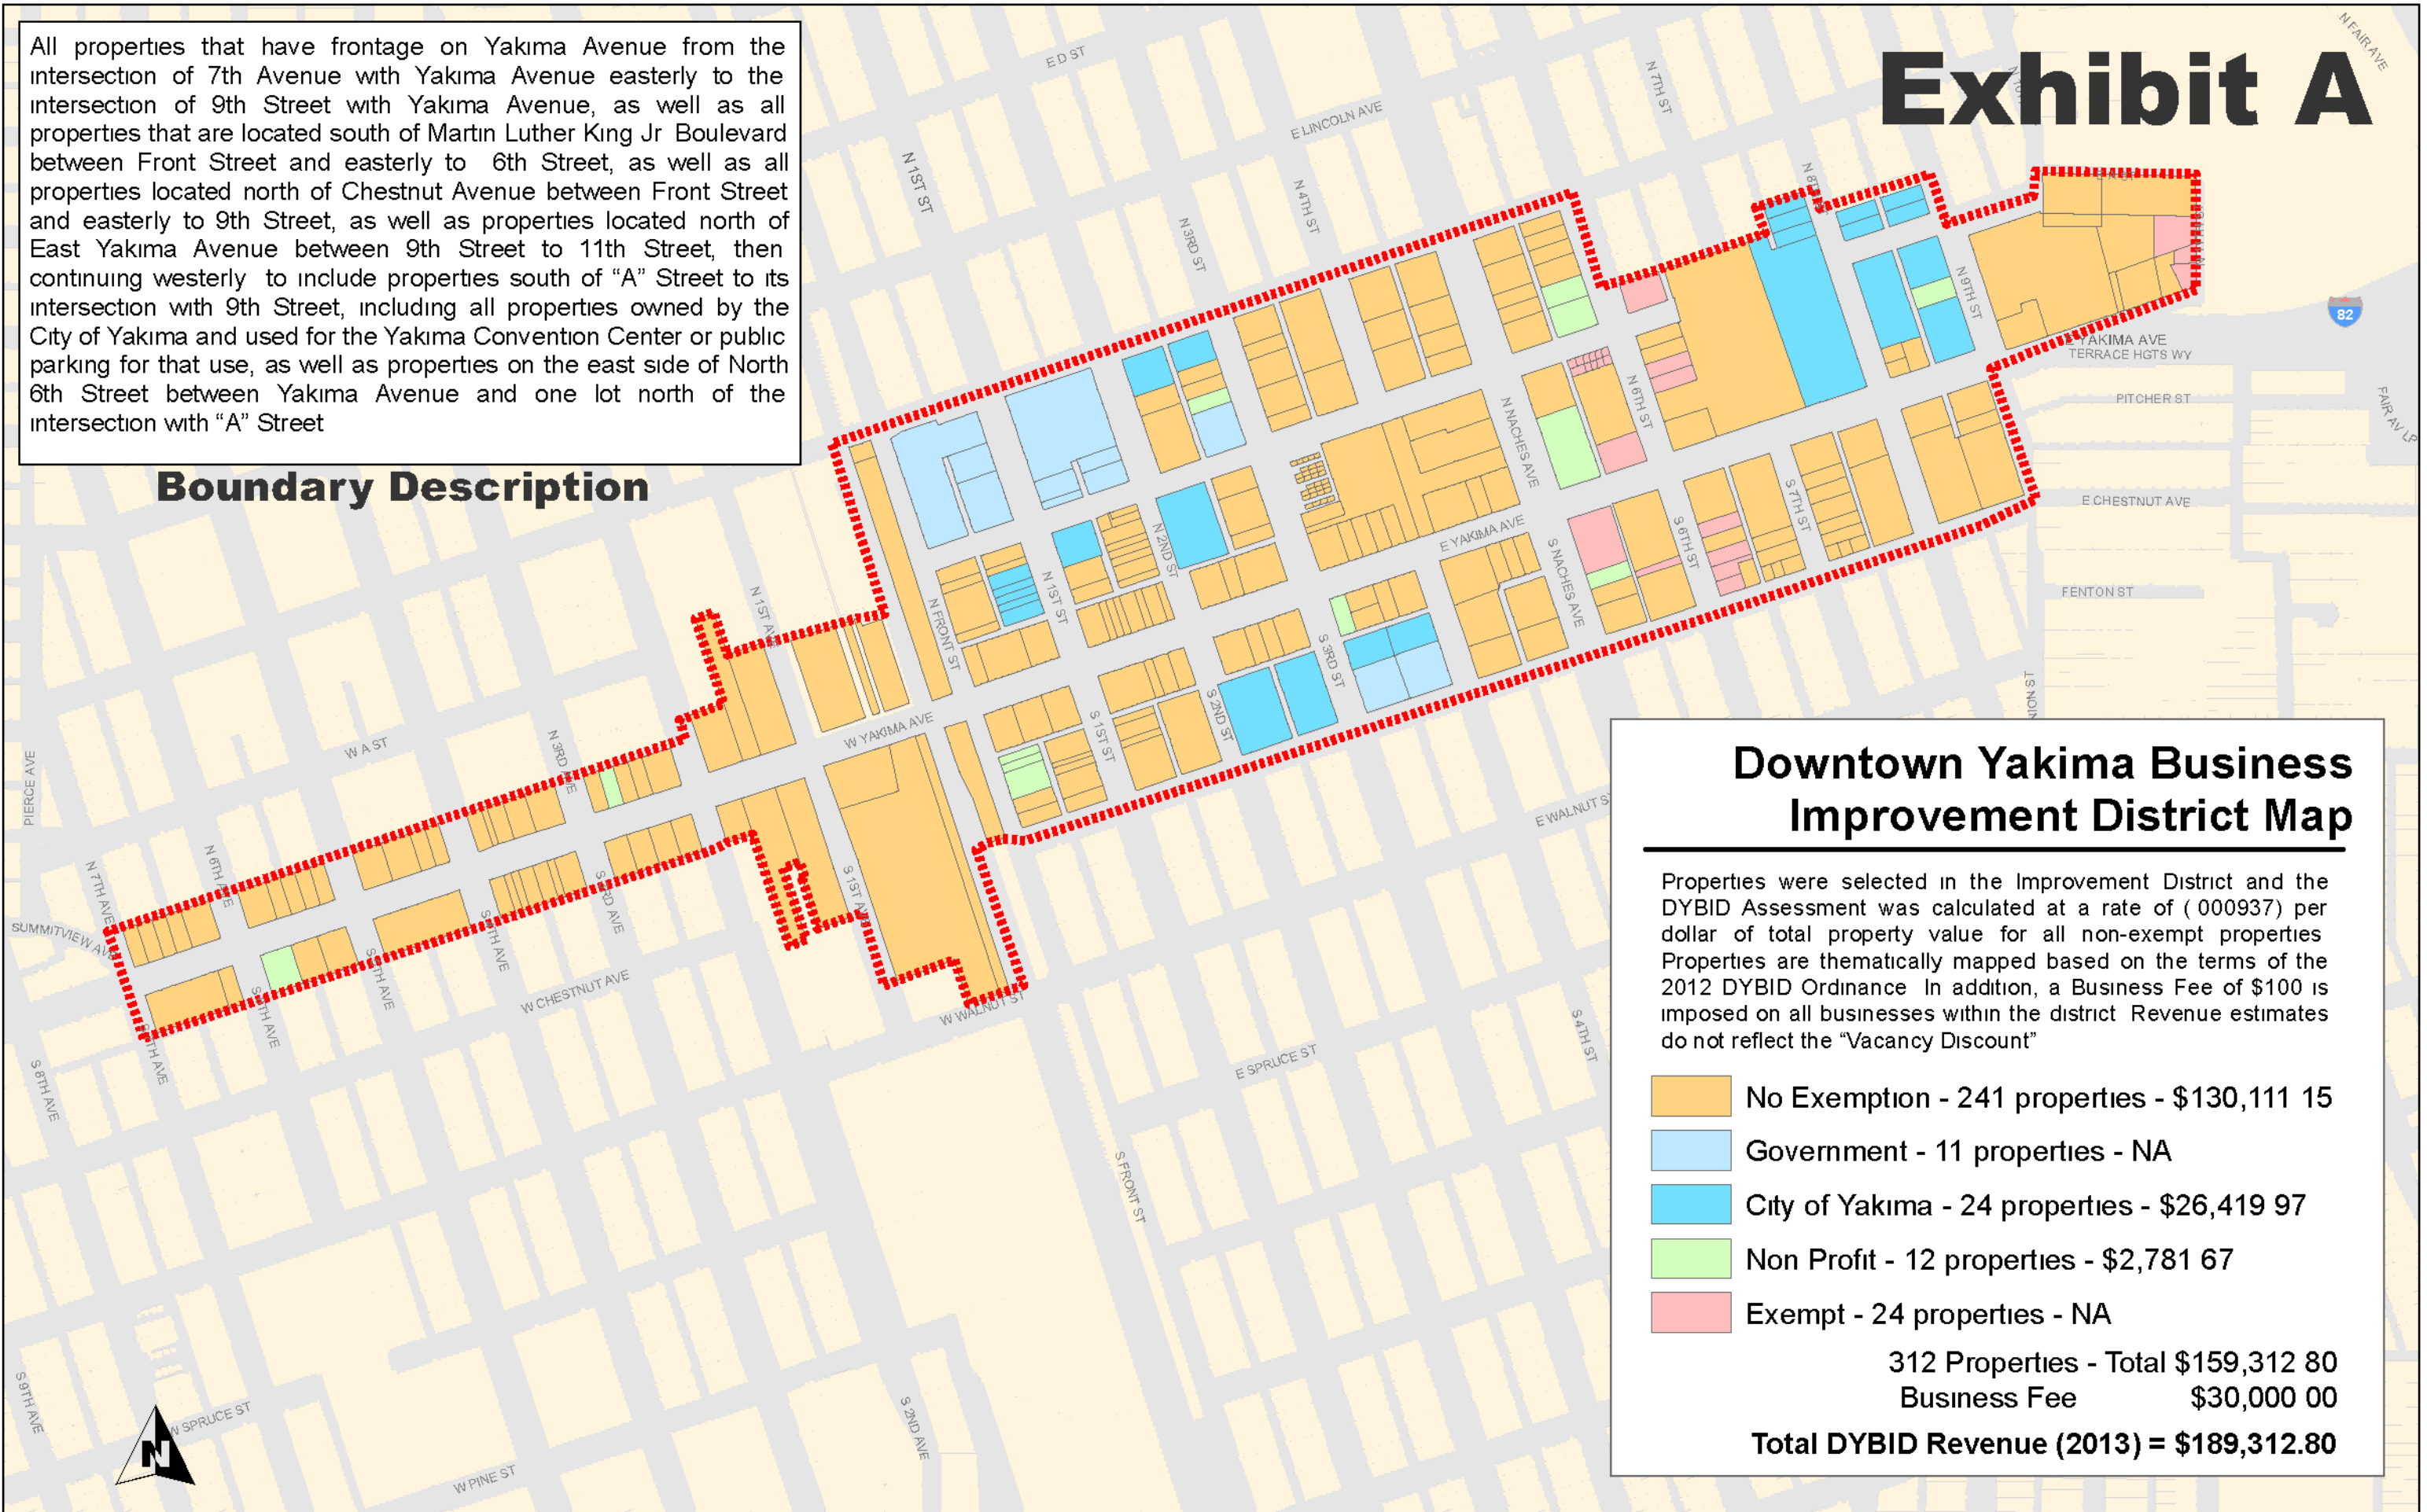 All properties that have frontage on Yakima Avenue from the
intersection of 7th Avenue with Yakima Avenue easterly to the
intersection of 9th Street with Yakima Avenue, as well as all
properties that are located south of Martin Luther King Jr Boulevard
between Front Street and easterly to 6th Street, as well as all
properties located north of Chestnut Avenue between Front Street
and easterly to 9th Street, as well as properties located north of
East Yakima Avenue between 9th Street to 11th Street, then
continuing westerly to include properties south of “A” Street to its
intersection with 9th Street, including all properties owned by the
City of Yakima and used for the Yakima Convention Center or public
parking for that use, as well as properties on the east side of North
6th Street between Yakima Avenue and one lot north of the
intersection with “A” Street
Boundary Description
Exhibit A
E D ST
E LINCOLN AVE
N 7TH ST
N FAIR AVE
N 1ST ST
N 3RD ST
N 4TH ST
N 9TH ST
82
E YAKIMA AVE
TERRACE HGTS WY
PITCHER ST
FAIR AV LP
N 6TH ST
N NACHES AVE
E CHESTNUT AVE
S 7TH ST
N 2ND ST
E YAKIMA AVE
S 6TH ST
S NACHES AVE
N 1ST ST
FENTON ST
N FRONT ST
N 1ST AVE
S 3RD ST
S 2ND ST
S 1ST ST
W YAKIMA AVE
UNION ST
W A ST
N 3RD AVE
PIERCE AVE
E WALNUT ST
N 6TH AVE
N 7TH AVE
S 1ST AVE
S 3RD AVE
SUMMITVIEW AVE
W CHESTNUT AVE
W WALNUT ST
S 4TH ST
E SPRUCE ST
S 8TH AVE
S FRONT ST
S 9TH AVE
W SPRUCE ST
S 2ND AVE
W PINE ST
N
Downtown Yakima Business
Improvement District Map
Properties were selected in the Improvement District and the
DYBID Assessment was calculated at a rate of ( 000937) per
dollar of total property value for all non-exempt properties
Properties are thematically mapped based on the terms of the
2012 DYBID Ordinance In addition, a Business Fee of $100 is
imposed on all businesses within the district Revenue estimates
do not reflect the “Vacancy Discount”
No Exemption - 241 properties - $130,111 15
Government - 11 properties - NA
City of Yakima - 24 properties - $26,419 97
Non Profit - 12 properties - $2,781 67
Exempt - 24 properties - NA
312 Properties - Total $159,312 80
Business Fee $30,000 00
Total DYBID Revenue (2013) = $189,312.80